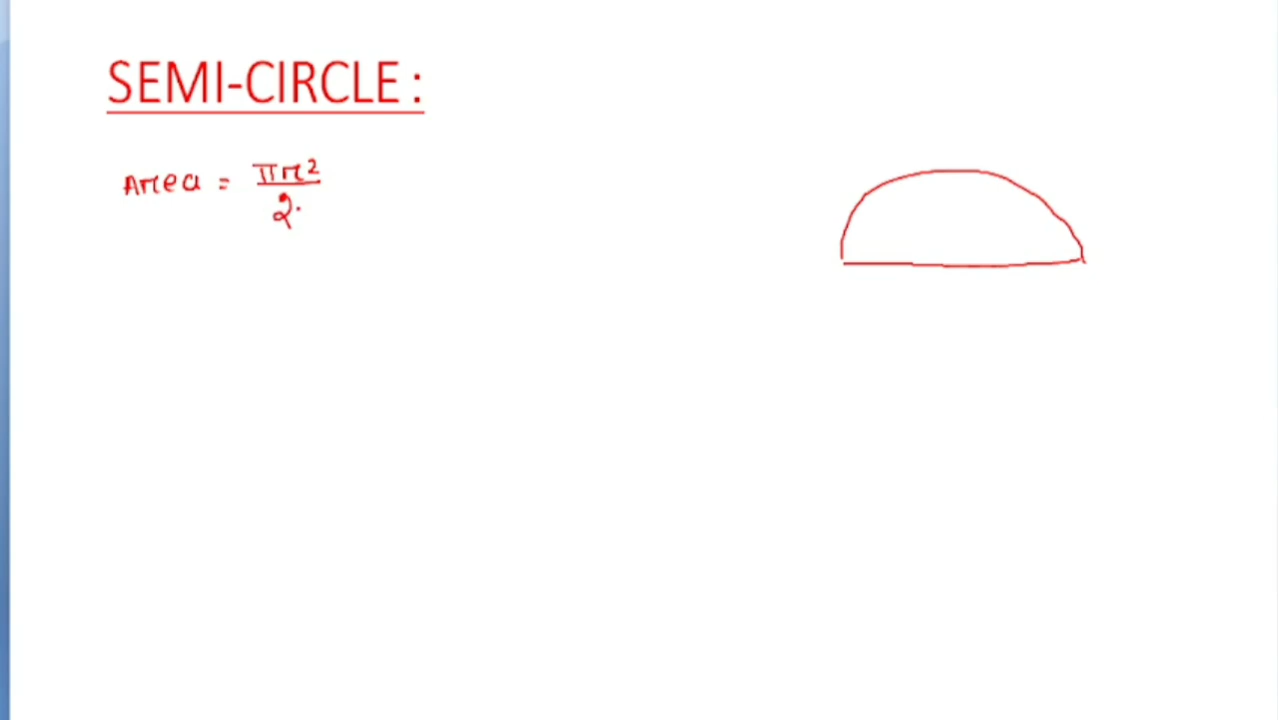 SEMI-CIRCLE :
Area = πr²/2.